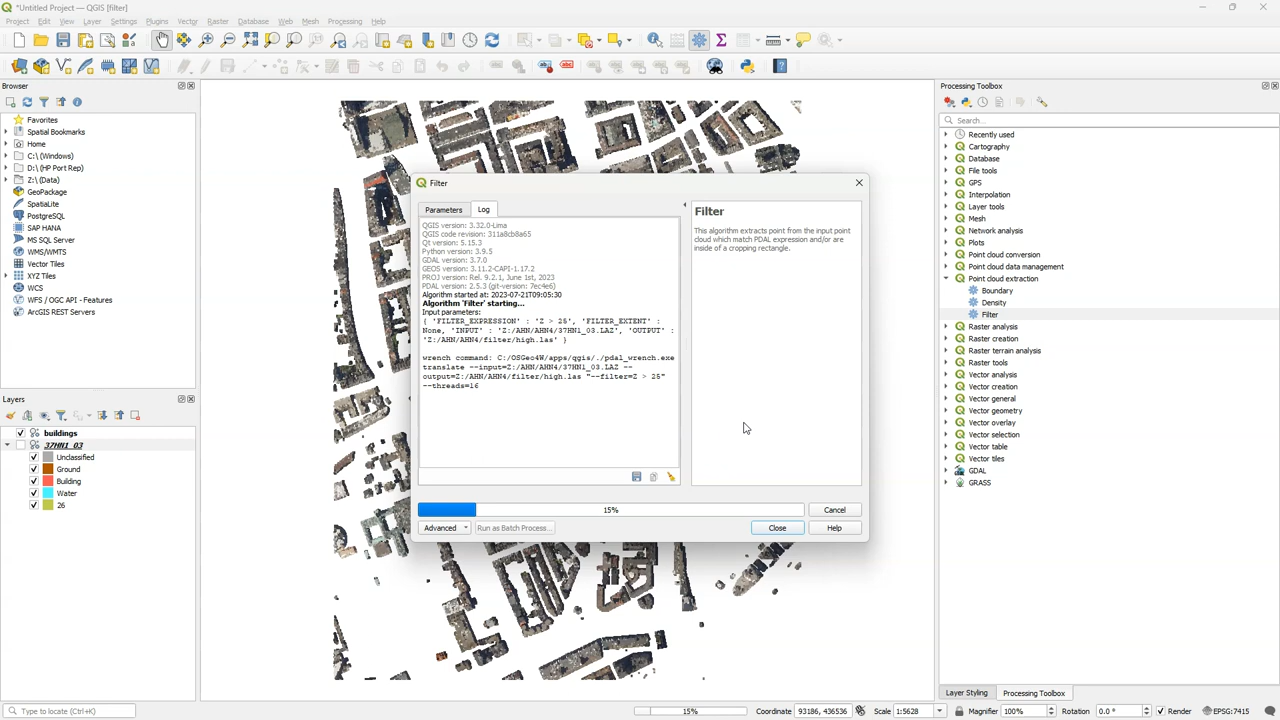 *Untitled Project — QGIS [filter]
Project Edit View Layer Settings Plugins Vector Raster Database Web Mesh Processing Help
Browser
Favorites
Spatial Bookmarks
Home
C:\ (Windows)
D:\ (HP Port Rep)
Z:\ (Data)
GeoPackage
SpatiaLite
PostgreSQL
SAP HANA
MS SQL Server
WMS/WMTS
Vector Tiles
XYZ Tiles
WCS
WFS / OGC API - Features
ArcGIS REST Servers
Layers
buildings
37HN1_03
Unclassified
Ground
Building
Water
26
Filter
Parameters Log
QGIS version: 3.32.0-Lima
QGIS code revision: 311a8cb8a65
Qt version: 5.15.3
Python version: 3.9.5
GDAL version: 3.7.0
GEOS version: 3.11.2-CAPI-1.17.2
PROJ version: Rel. 9.2.1, June 1st, 2023
PDAL version: 2.5.3 (git-version: 7ec4e6)
Algorithm started at: 2023-07-21T09:05:30
Algorithm 'Filter' starting...
Input parameters:
{ 'FILTER_EXPRESSION' : 'Z > 25', 'FILTER_EXTENT' :
None, 'INPUT' : 'Z:/AHN/AHN4/37HN1_03.LAZ', 'OUTPUT' :
'Z:/AHN/AHN4/filter/high.las' }
wrench command: C:/OSGeo4W/apps/qgis/./pdal_wrench.exe
translate --input=Z:/AHN/AHN4/37HN1_03.LAZ --
output=Z:/AHN/AHN4/filter/high.las "--filter=Z > 25"
--threads=16
Filter
This algorithm extracts point from the input point
cloud which match PDAL expression and/or are
inside of a cropping rectangle.
15%
Cancel
Advanced
Run as Batch Process...
Close
Help
Processing Toolbox
Search...
Recently used
Cartography
Database
File tools
GPS
Interpolation
Layer tools
Mesh
Network analysis
Plots
Point cloud conversion
Point cloud data management
Point cloud extraction
Boundary
Density
Filter
Raster analysis
Raster creation
Raster terrain analysis
Raster tools
Vector analysis
Vector creation
Vector general
Vector geometry
Vector overlay
Vector selection
Vector table
Vector tiles
GDAL
GRASS
Layer Styling Processing Toolbox
Type to locate (Ctrl+K)
15%
Coordinate 93186, 436536
Scale 1:5628
Magnifier 100%
Rotation 0.0 °
Render
EPSG:7415